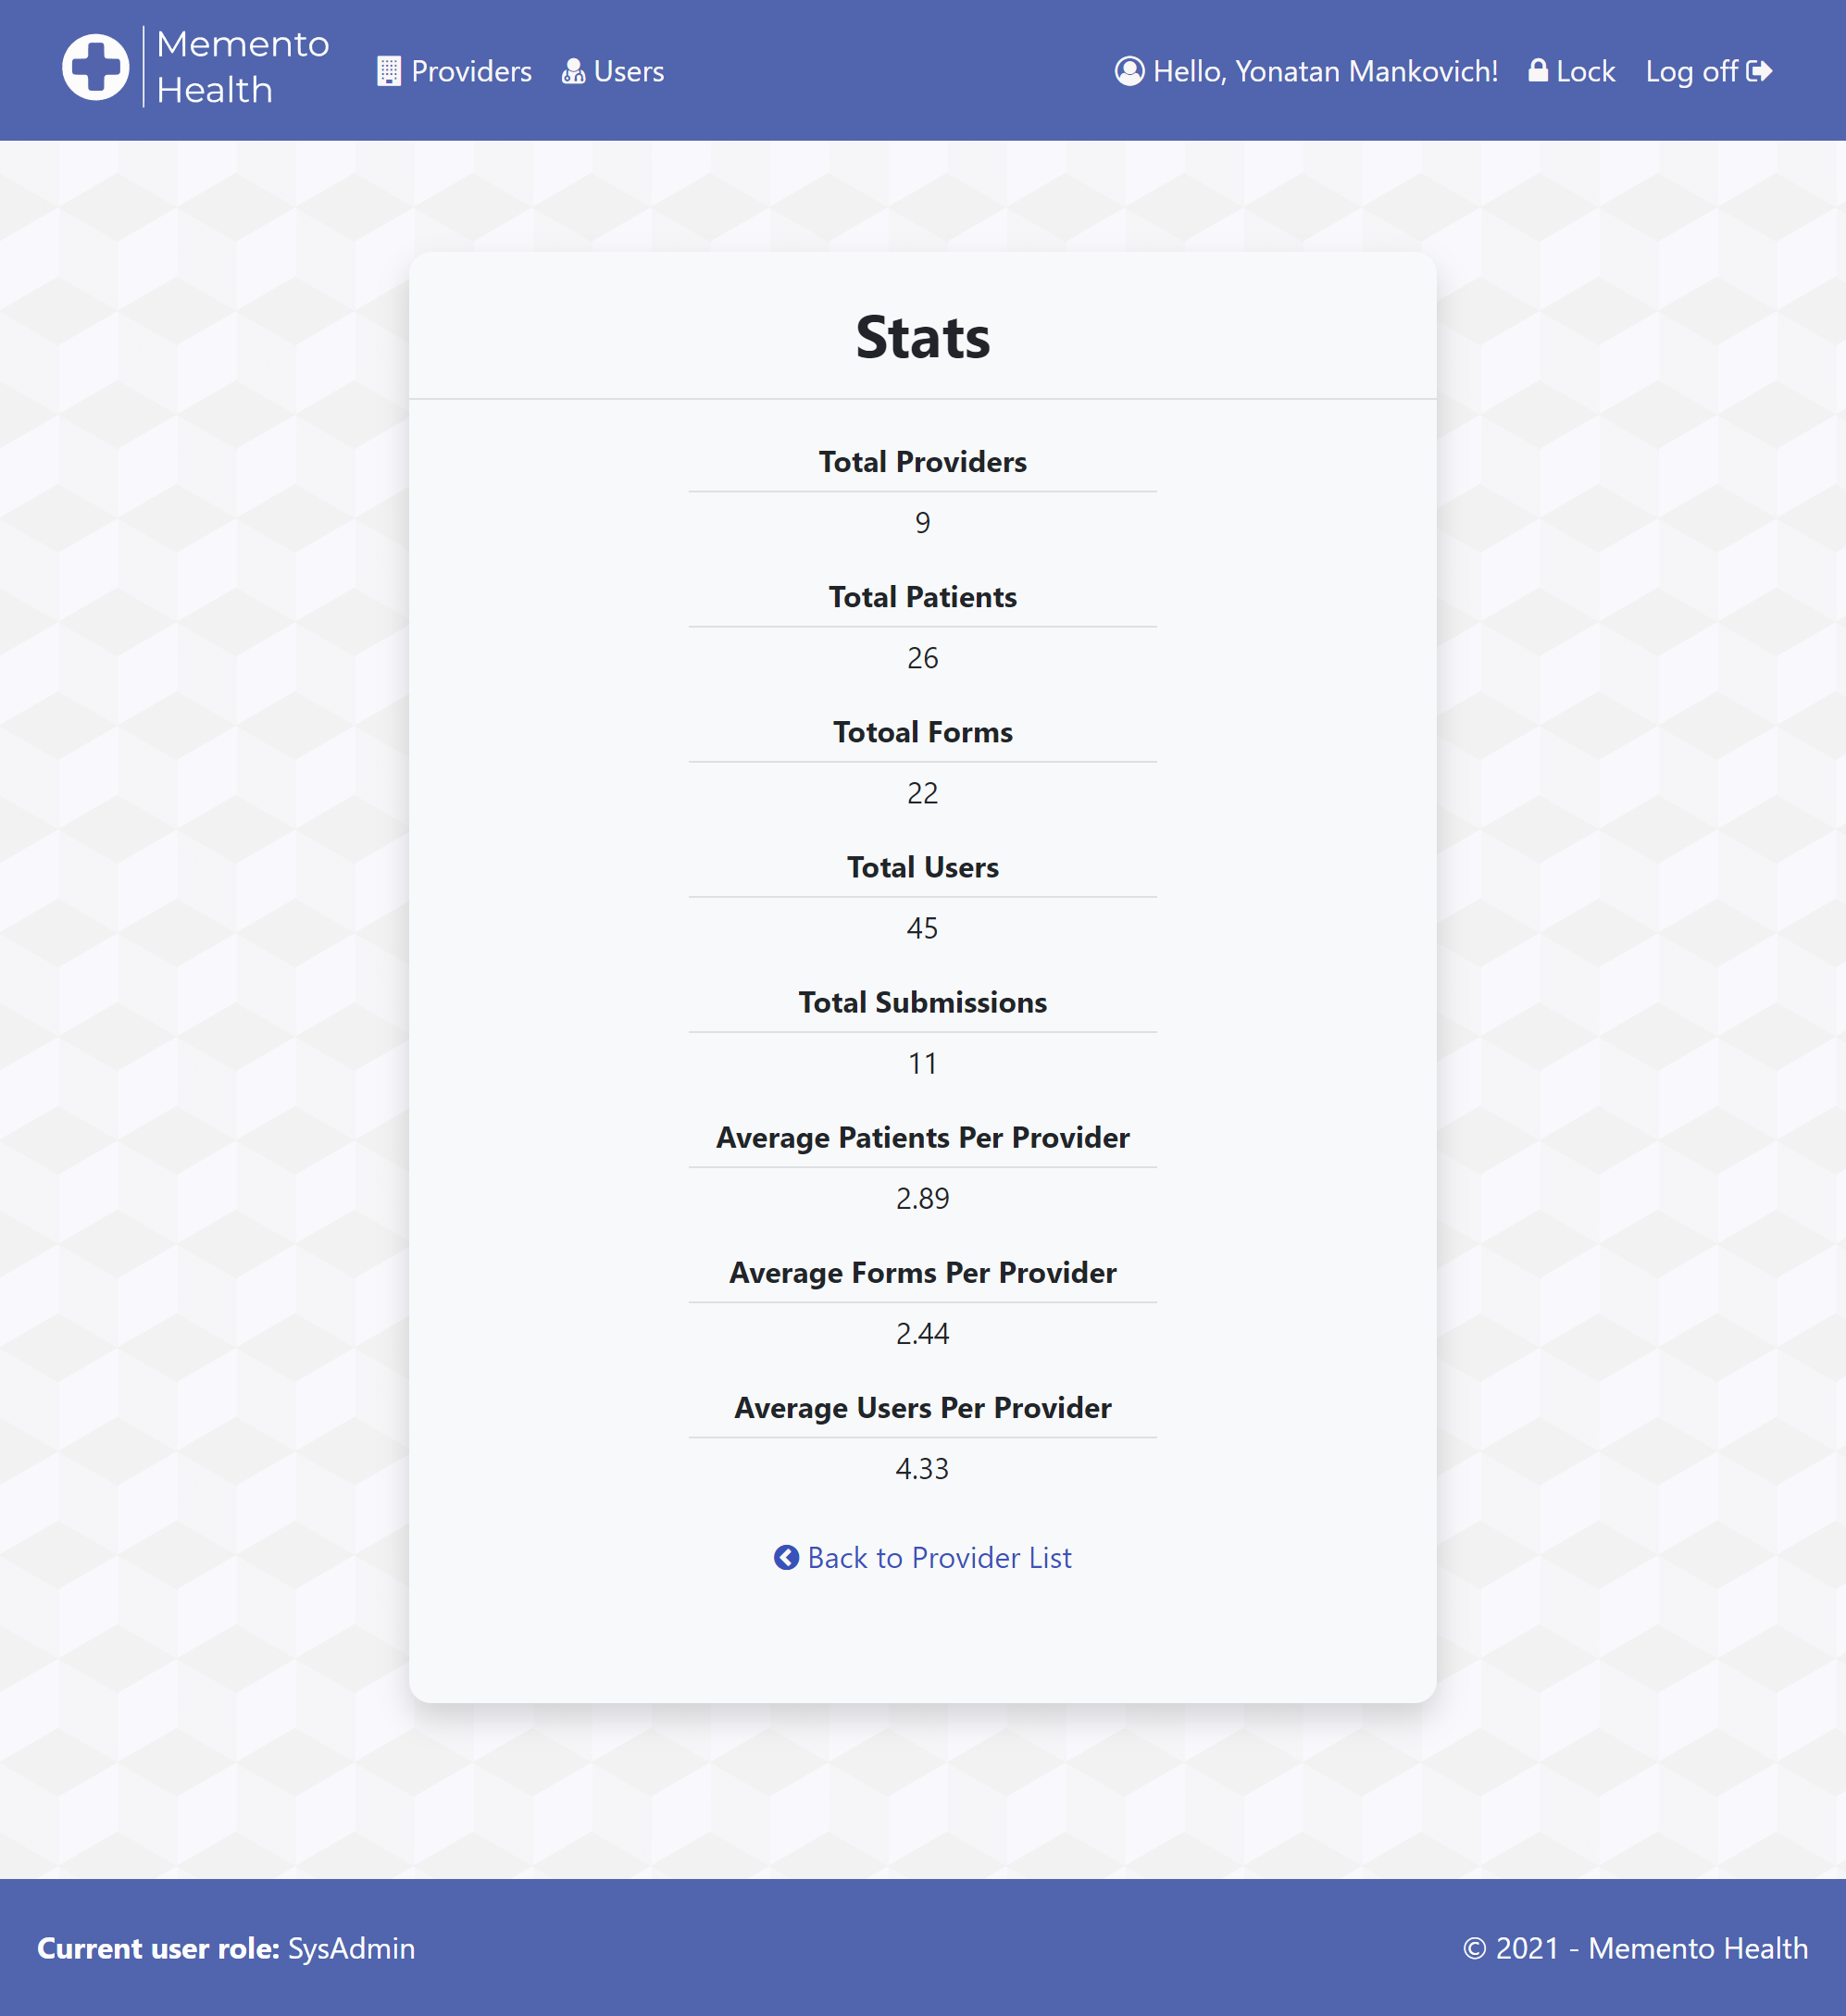 Memento
Health
Providers Users
Hello, Yonatan Mankovich! Lock Log off
Stats
Total Providers
9
Total Patients
26
Totoal Forms
22
Total Users
45
Total Submissions
11
Average Patients Per Provider
2.89
Average Forms Per Provider
2.44
Average Users Per Provider
4.33
Back to Provider List
Current user role: SysAdmin
© 2021 - Memento Health